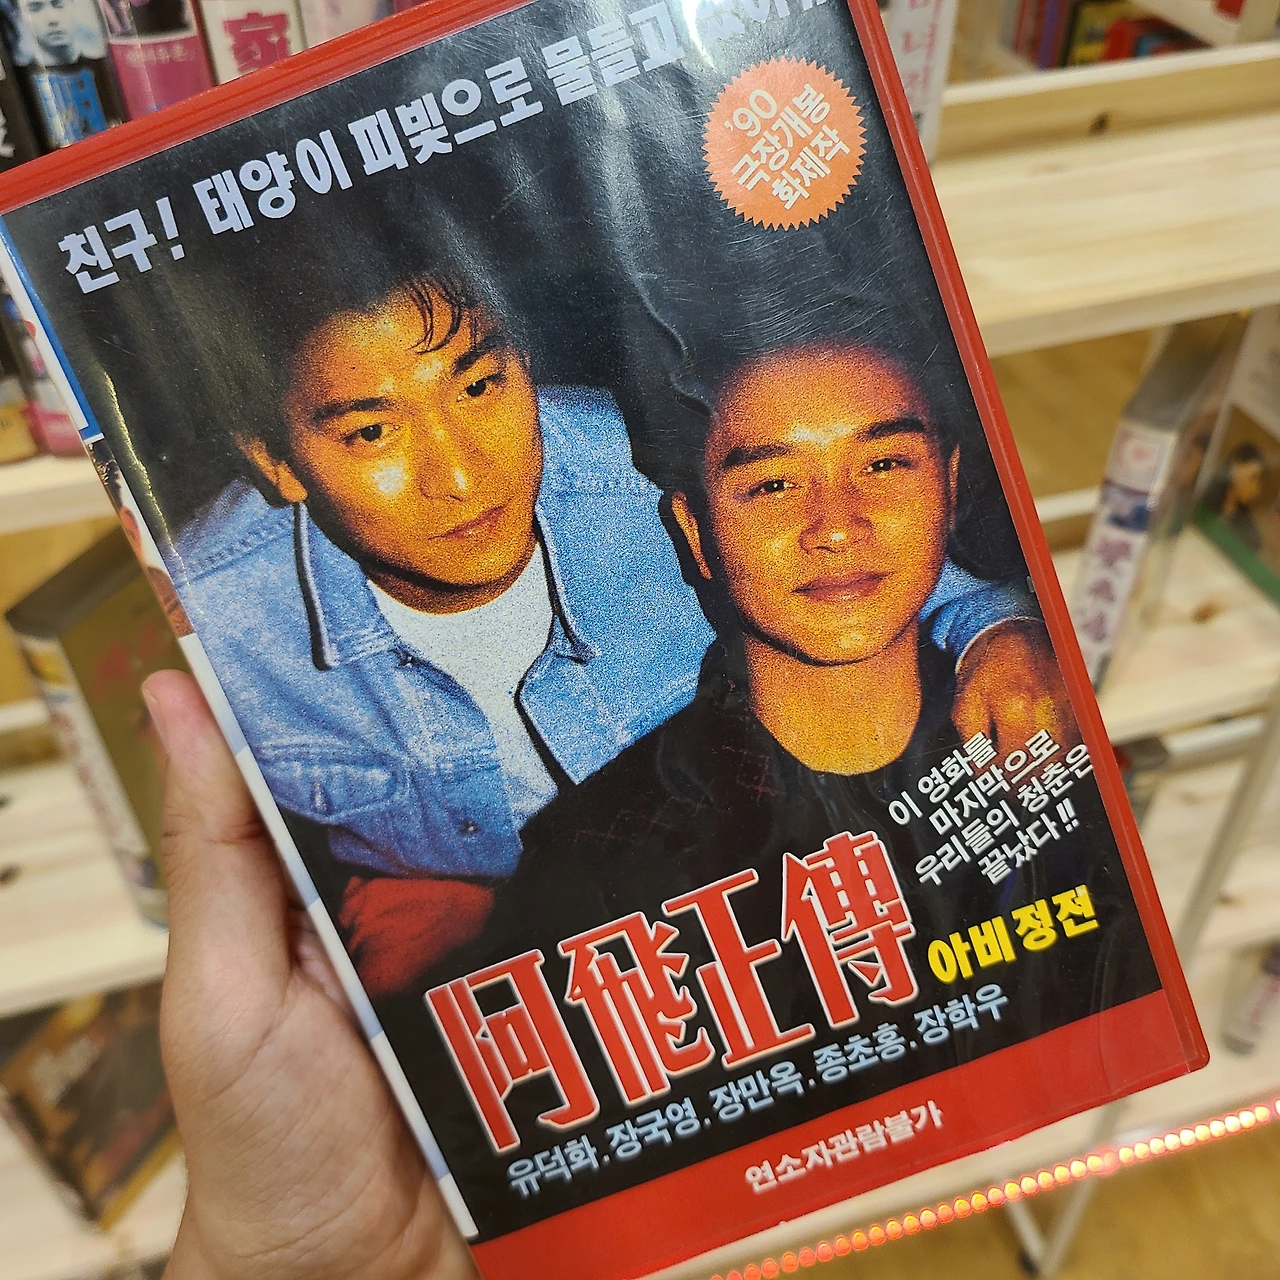 친구! 태양이 피빛으로 물들고
'90
극장개봉
화제작
이 영화를
마지막으로
우리들의 청춘은
끝났다!!
阿飛正傳
아비정전
유덕화. 장국영. 장만옥. 종초홍. 장학우
연소자관람불가